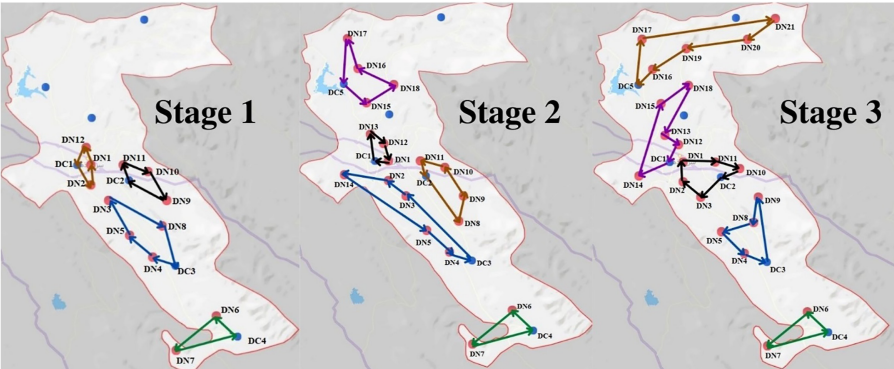 Stage 1
DN12
DC1
DN1
DN2
DN11
DC2
DN10
DN9
DN3
DN8
DN5
DN4
DC3
DN6
DC4
DN7
Stage 2
DN17
DN16
DC5
DN18
DN15
DN13
DN12
DC1
DN1
DN11
DC2
DN14
DN2
DN3
DN9
DN8
DN5
DN4
DC3
DN6
DC4
DN7
Stage 3
DN17
DN21
DN20
DN19
DN16
DC5
DN18
DN15
DN13
DN12
DC1
DN1
DN11
DN10
DN14
DN2
DC2
DN3
DN9
DN8
DN5
DN4
DC3
DN6
DC4
DN7